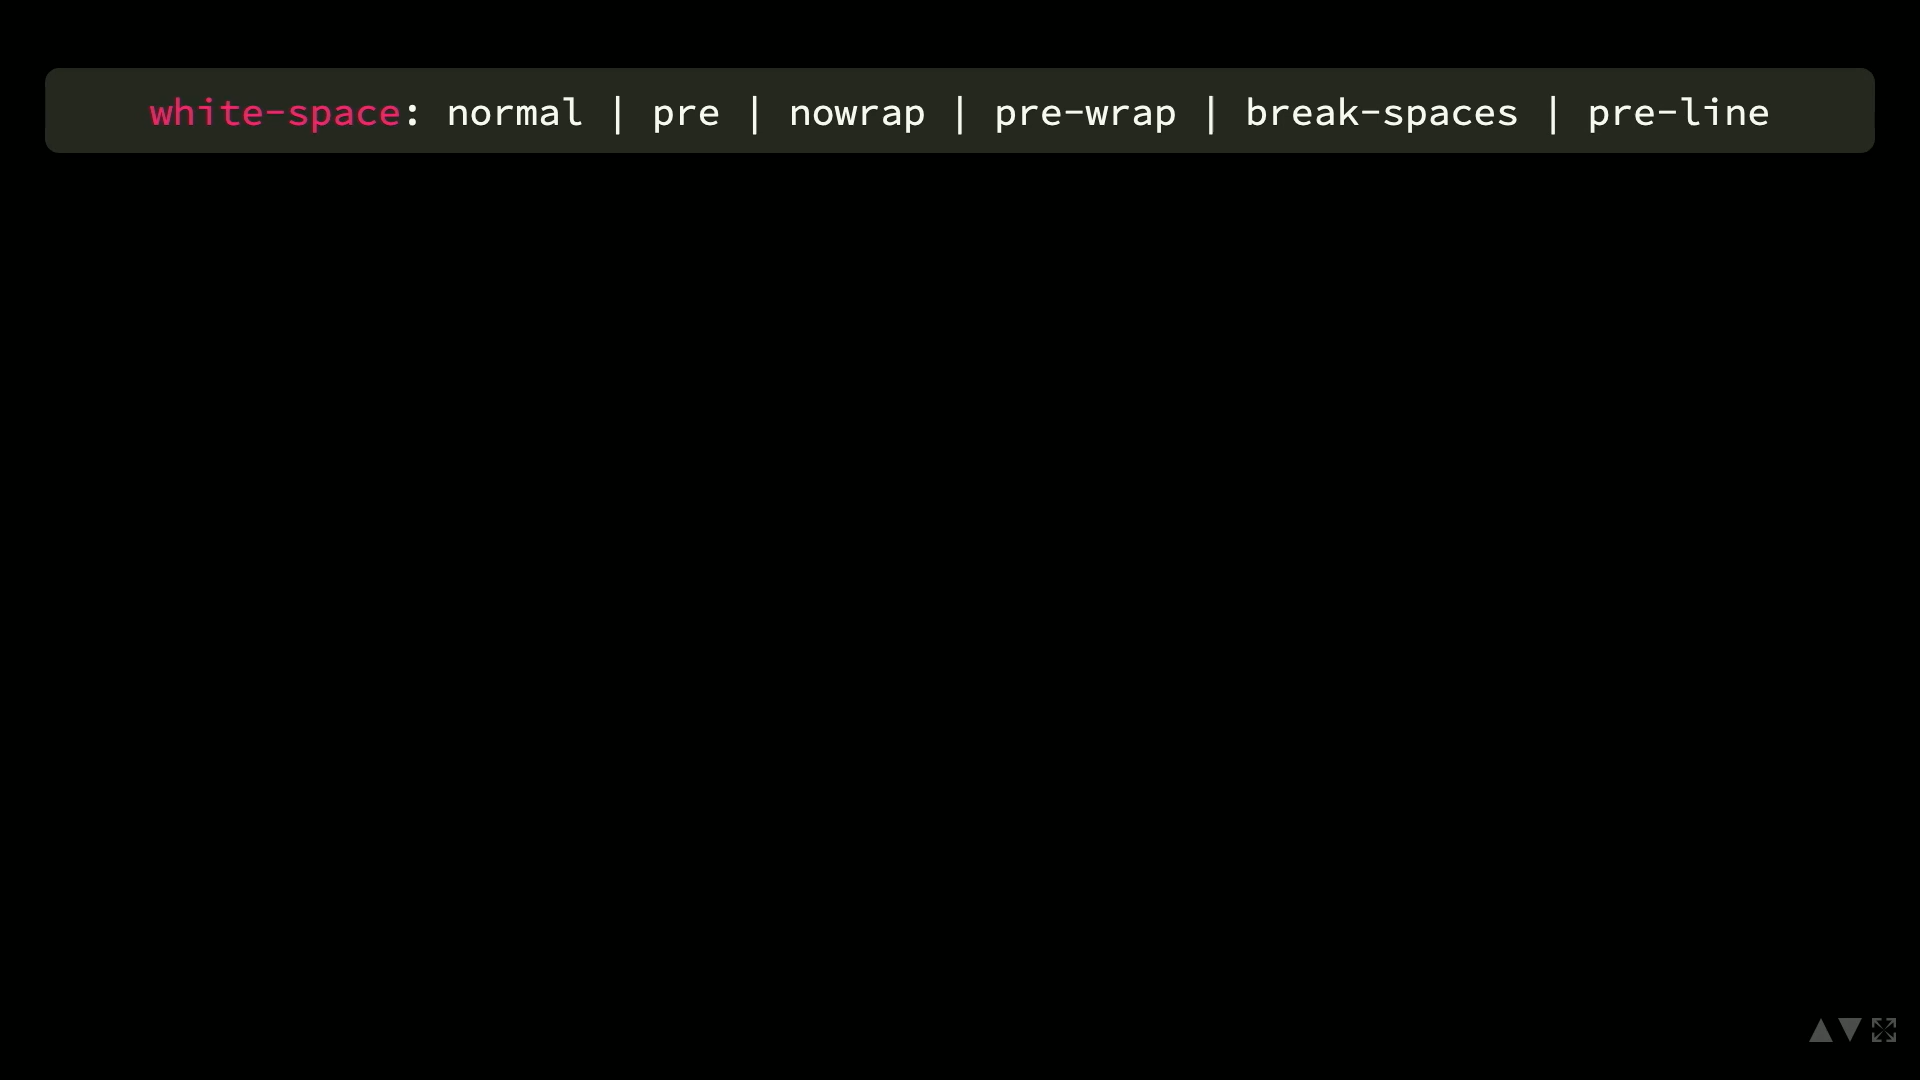 white-space: normal | pre | nowrap | pre-wrap | break-spaces | pre-line